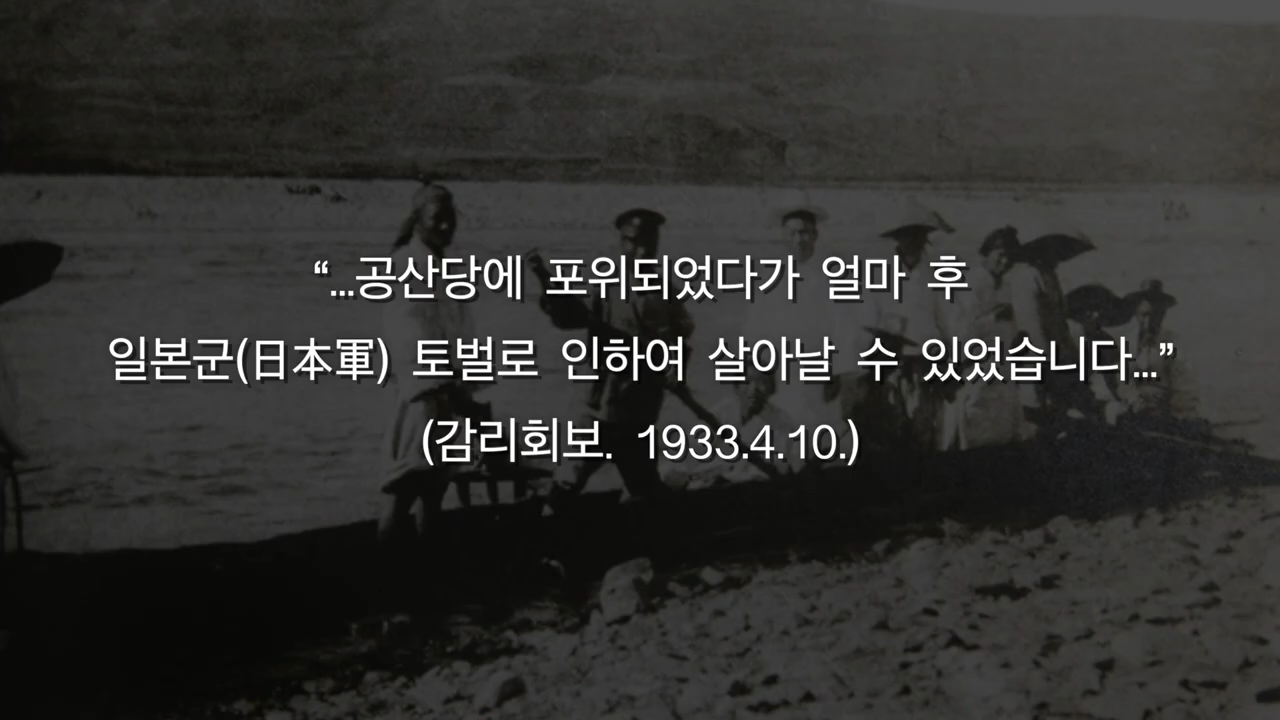 “...공산당에 포위되었다가 얼마 후
일본군(日本軍) 토벌로 인하여 살아날 수 있었습니다...”
(감리회보. 1933.4.10.)